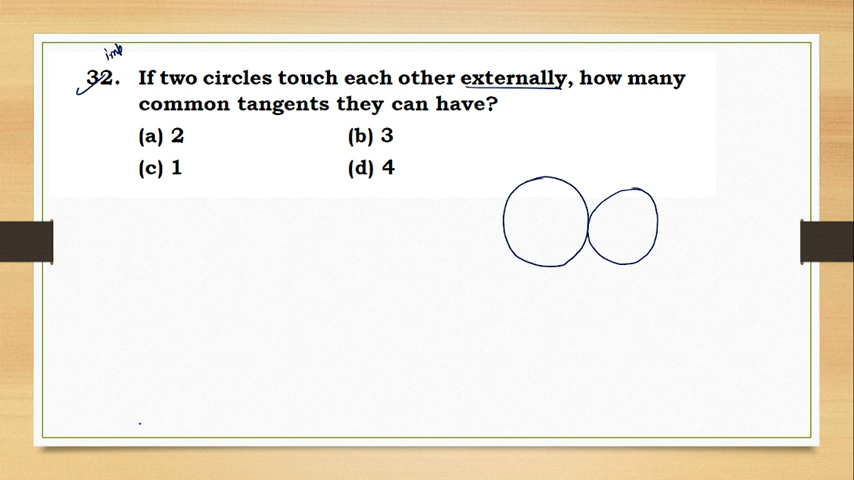 imp
32. If two circles touch each other externally, how many
common tangents they can have?
(a) 2 (b) 3
(c) 1 (d) 4